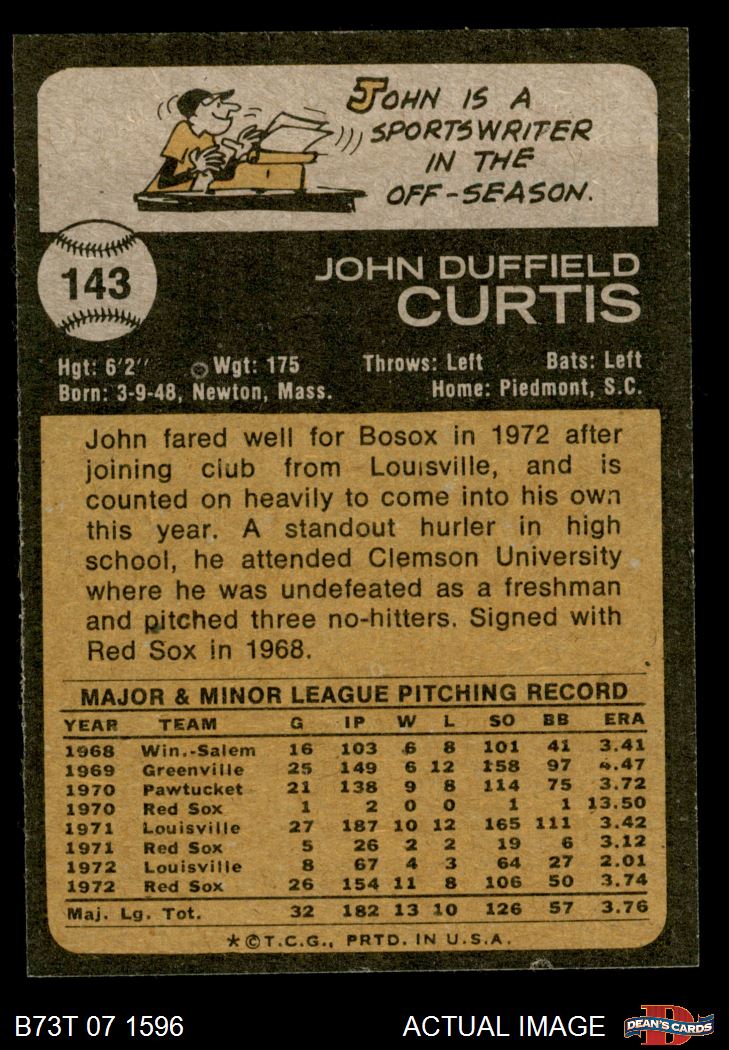 JOHN IS A
SPORTSWRITER
IN THE
OFF-SEASON.
143
JOHN DUFFIELD
CURTIS
Hgt: 6'2'' Wgt: 175 Throws: Left Bats: Left
Born: 3-9-48, Newton, Mass. Home: Piedmont, S.C.
John fared well for Bosox in 1972 after
joining club from Louisville, and is
counted on heavily to come into his own
this year. A standout hurler in high
school, he attended Clemson University
where he was undefeated as a freshman
and pitched three no-hitters. Signed with
Red Sox in 1968.
MAJOR & MINOR LEAGUE PITCHING RECORD
YEAR TEAM G IP W L SO BB ERA
1968 Win.-Salem 16 103 6 8 101 41 3.41
1969 Greenville 25 149 6 12 158 97 4.47
1970 Pawtucket 21 138 9 8 114 75 3.72
1970 Red Sox 1 2 0 0 1 1 13.50
1971 Louisville 27 187 10 12 165 111 3.42
1971 Red Sox 5 26 2 2 19 6 3.12
1972 Louisville 8 67 4 3 64 27 2.01
1972 Red Sox 26 154 11 8 106 50 3.74
Maj. Lg. Tot. 32 182 13 10 126 57 3.76
*©T.C.G., PRTD. IN U.S.A.
B73T 07 1596 ACTUAL IMAGE DEAN'S CARDS